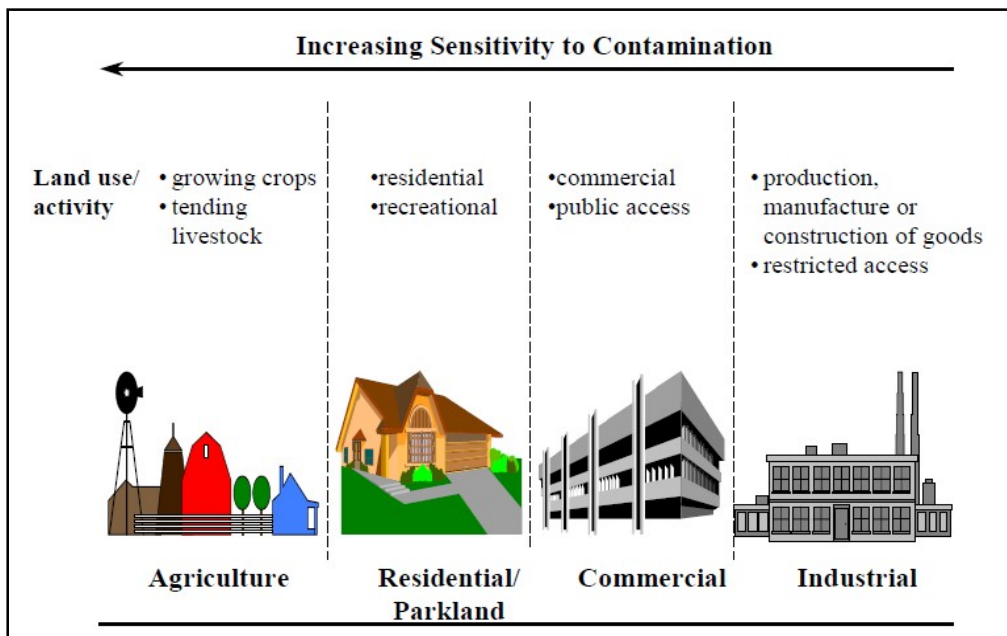 Increasing Sensitivity to Contamination
Land use/
activity
• growing crops
• tending
livestock
•residential
•recreational
•commercial
•public access
• production,
manufacture or
construction of goods
• restricted access
Agriculture
Residential/
Parkland
Commercial
Industrial